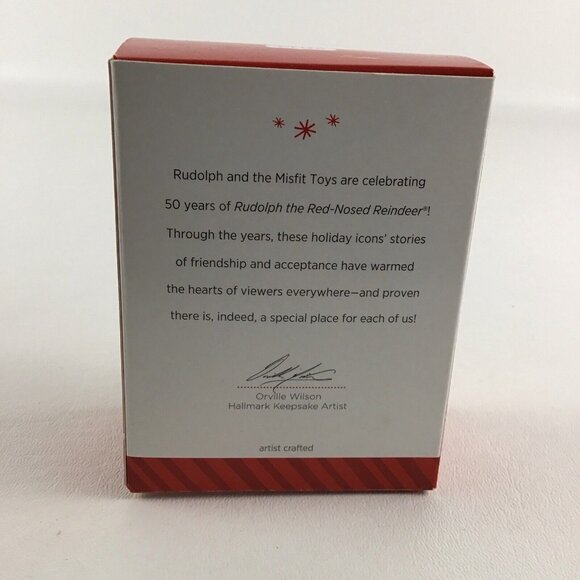 Rudolph and the Misfit Toys are celebrating
50 years of Rudolph the Red-Nosed Reindeer®!
Through the years, these holiday icons' stories
of friendship and acceptance have warmed
the hearts of viewers everywhere—and proven
there is, indeed, a special place for each of us!
Orville Wilson
Hallmark Keepsake Artist
artist crafted